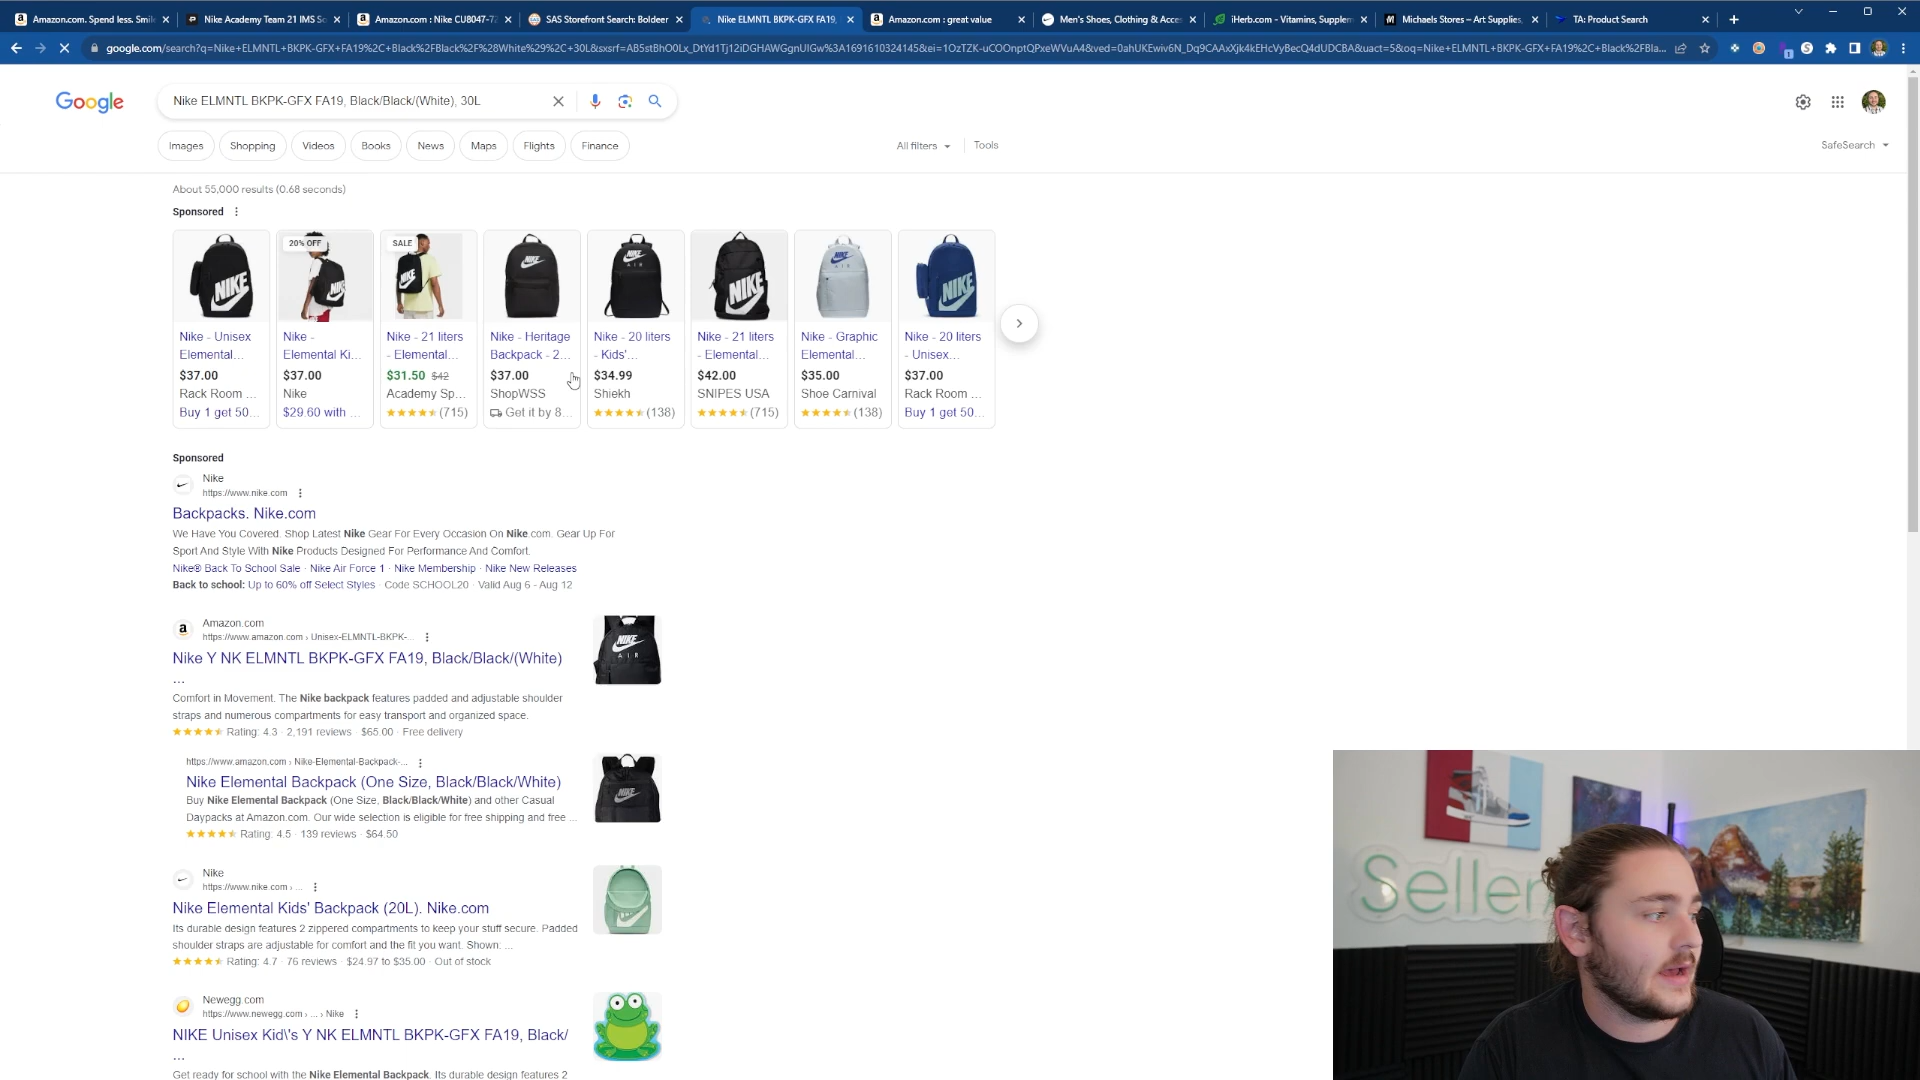 Amazon.com. Spend less. Smile
Nike Academy Team 21 IMS So
Amazon.com : Nike CU8047-72
SAS Storefront Search: Boldeer
Nike ELMNTL BKPK-GFX FA19,
Amazon.com : great value
Men's Shoes, Clothing & Acces
iHerb.com - Vitamins, Supplem
Michaels Stores – Art Supplies,
TA: Product Search
Google
Nike ELMNTL BKPK-GFX FA19, Black/Black/(White), 30L
Images
Shopping
Videos
Books
News
Maps
Flights
Finance
All filters
Tools
SafeSearch
About 55,000 results (0.68 seconds)
Sponsored
20% OFF
SALE
Nike - Unisex
Elemental...
$37.00
Rack Room ...
Buy 1 get 50...
Nike -
Elemental Ki...
$37.00
Nike
$29.60 with ...
Nike - 21 liters
- Elemental...
$31.50 $42
Academy Sp...
(715)
Nike - Heritage
Backpack - 2...
$37.00
ShopWSS
Get it by 8...
Nike - 20 liters
- Kids'...
$34.99
Shiekh
(138)
Nike - 21 liters
- Elemental...
$42.00
SNIPES USA
(715)
Nike - Graphic
Elemental...
$35.00
Shoe Carnival
(138)
Nike - 20 liters
- Unisex...
$37.00
Rack Room ...
Buy 1 get 50...
Sponsored
Nike
https://www.nike.com
Backpacks. Nike.com
We Have You Covered. Shop Latest Nike Gear For Every Occasion On Nike.com. Gear Up For
Sport And Style With Nike Products Designed For Performance And Comfort.
Nike® Back To School Sale · Nike Air Force 1 · Nike Membership · Nike New Releases
Back to school: Up to 60% off Select Styles · Code SCHOOL20 · Valid Aug 6 - Aug 12
Amazon.com
https://www.amazon.com › Unisex-ELMNTL-BKPK-...
Nike Y NK ELMNTL BKPK-GFX FA19, Black/Black/(White)
...
Comfort in Movement. The Nike backpack features padded and adjustable shoulder
straps and numerous compartments for easy transport and organized space.
Rating: 4.3 · 2,191 reviews · $65.00 · Free delivery
https://www.amazon.com › Nike-Elemental-Backpack-...
Nike Elemental Backpack (One Size, Black/Black/White)
Buy Nike Elemental Backpack (One Size, Black/Black/White) and other Casual
Daypacks at Amazon.com. Our wide selection is eligible for free shipping and free ...
Rating: 4.5 · 139 reviews · $64.50
Nike
https://www.nike.com › ...
Nike Elemental Kids' Backpack (20L). Nike.com
Its durable design features 2 zippered compartments to keep your stuff secure. Padded
shoulder straps are adjustable for comfort and the fit you want. Shown: ...
Rating: 4.7 · 76 reviews · $24.97 to $35.00 · Out of stock
Newegg.com
https://www.newegg.com › ... › Nike
NIKE Unisex Kid\'s Y NK ELMNTL BKPK-GFX FA19, Black/
...
Get ready for school with the Nike Elemental Backpack. Its durable design features 2
Seller